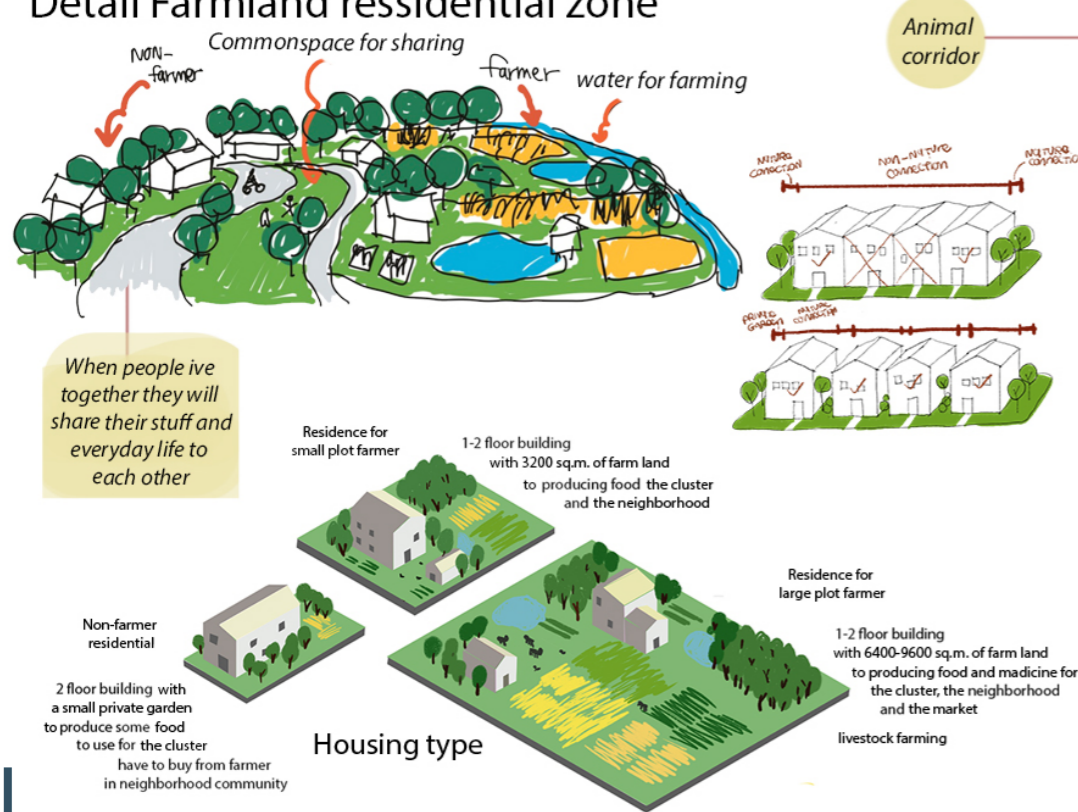 Detail Farmland ressidential zone
Animal
corridor
Commonspace for sharing
NON-
farmer
farmer
water for farming
NATURE
CONNECTION
NON-NATURE
CONNECTION
NATURE
PRIVATE
GARDEN
NATURE
CONNECTION
When people ive
together they will
share their stuff and
everyday life to
each other
Residence for
small plot farmer
1-2 floor building
with 3200 sq.m. of farm land
to producing food the cluster
and the neighborhood
Residence for
large plot farmer
1-2 floor building
with 6400-9600 sq.m. of farm land
to producing food and madicine for
the cluster, the neighborhood
and the market
livestock farming
Non-farmer
residential
2 floor building with
a small private garden
to produce some food
to use for the cluster
have to buy from farmer
in neighborhood community
Housing type